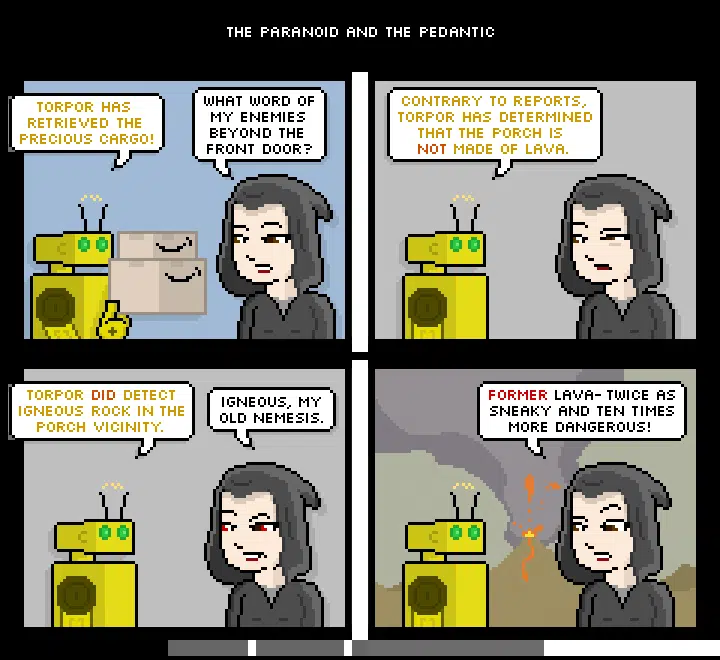 THE PARANOID AND THE PEDANTIC
TORPOR HAS
RETRIEVED THE
PRECIOUS CARGO!
WHAT WORD OF
MY ENEMIES
BEYOND THE
FRONT DOOR?
CONTRARY TO REPORTS,
TORPOR HAS DETERMINED
THAT THE PORCH IS
NOT MADE OF LAVA.
TORPOR DID DETECT
IGNEOUS ROCK IN THE
PORCH VICINITY.
IGNEOUS, MY
OLD NEMESIS.
FORMER LAVA- TWICE AS
SNEAKY AND TEN TIMES
MORE DANGEROUS!